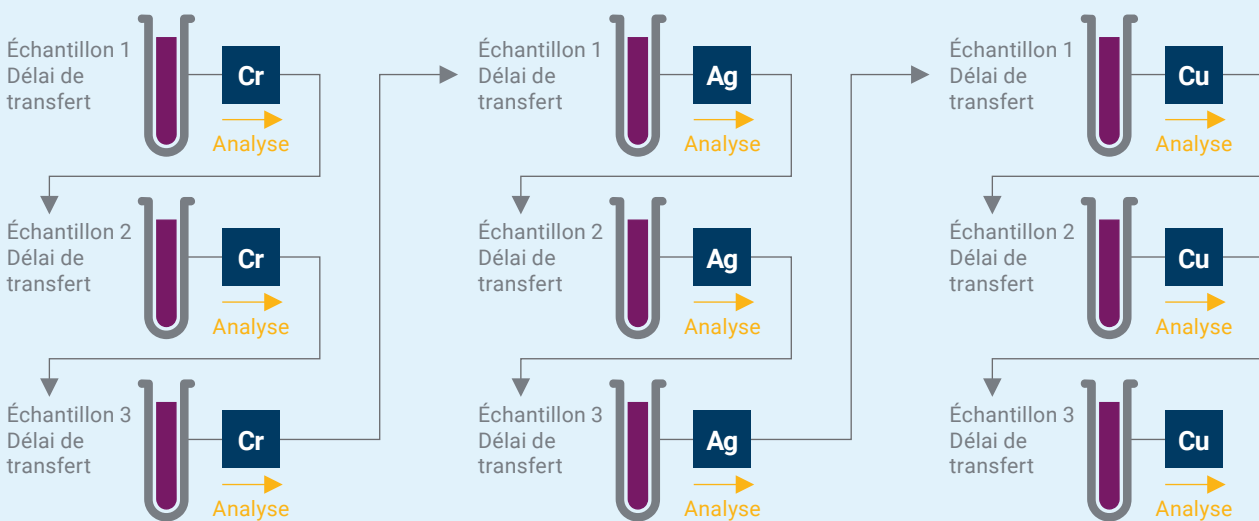 Échantillon 1
Délai de
transfert
Cr
Analyse
Échantillon 2
Délai de
transfert
Cr
Analyse
Échantillon 3
Délai de
transfert
Cr
Analyse
Échantillon 1
Délai de
transfert
Ag
Analyse
Échantillon 2
Délai de
transfert
Ag
Analyse
Échantillon 3
Délai de
transfert
Ag
Analyse
Échantillon 1
Délai de
transfert
Cu
Analyse
Échantillon 2
Délai de
transfert
Cu
Analyse
Échantillon 3
Délai de
transfert
Cu
Analyse